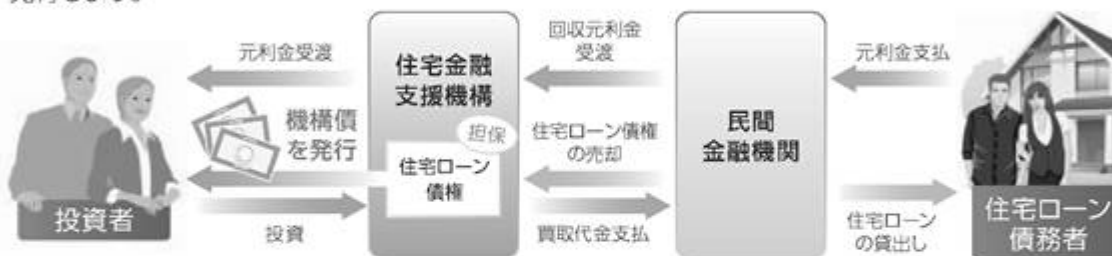 元利金受渡
住宅金融
支援機構
回収元利金
受渡
元利金支払
機構債
を発行
担保
住宅ローン
債権
住宅ローン債権
の売却
民間
金融機関
投資者
投資
買取代金支払
住宅ローン
の貸出し
住宅ローン
債務者